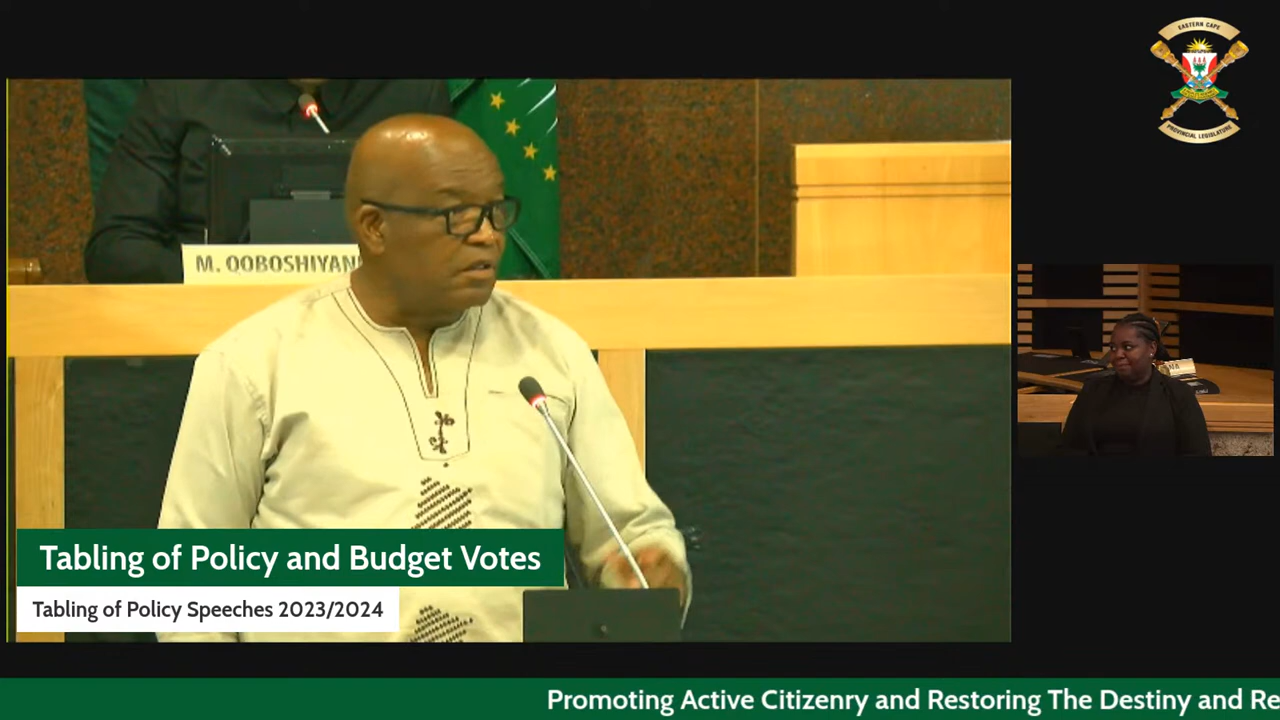 EASTERN CAPE
PROVINCIAL LEGISLATURE
M. QOBOSHIYAN
Tabling of Policy and Budget Votes
Tabling of Policy Speeches 2023/2024
Promoting Active Citizenry and Restoring The Destiny and Re